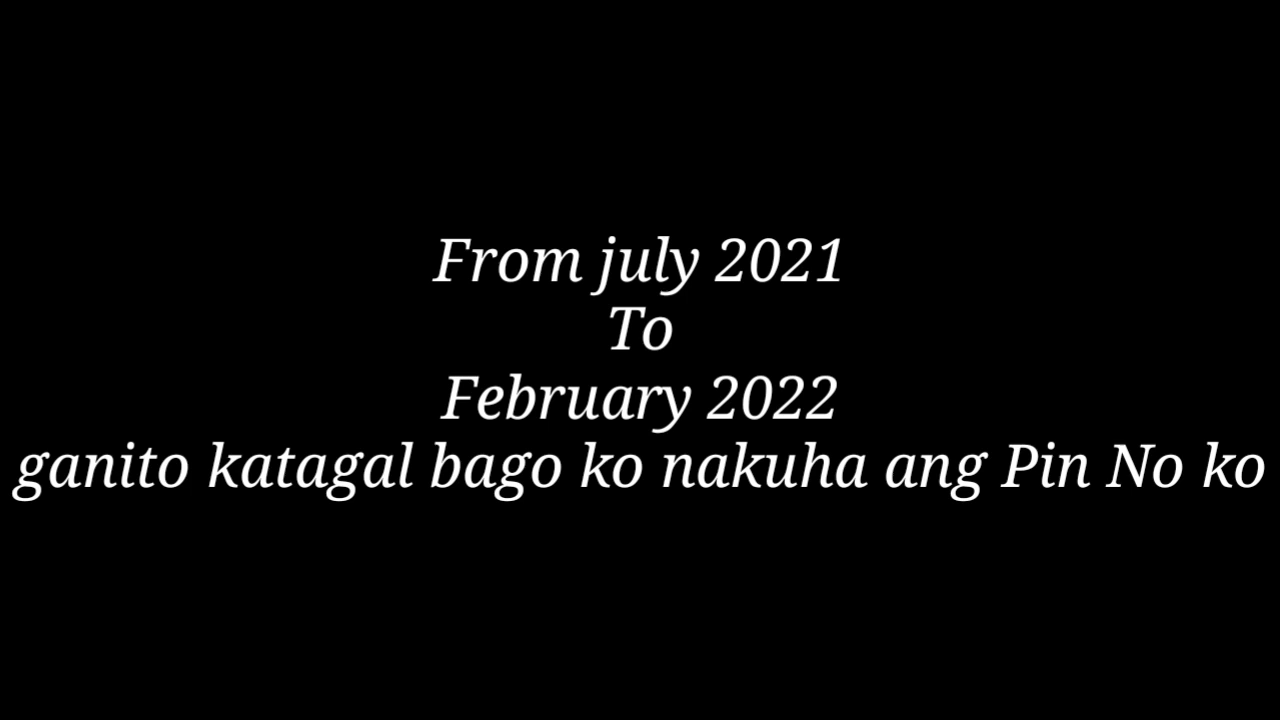 From july 2021
To
February 2022
ganito katagal bago ko nakuha ang Pin No ko